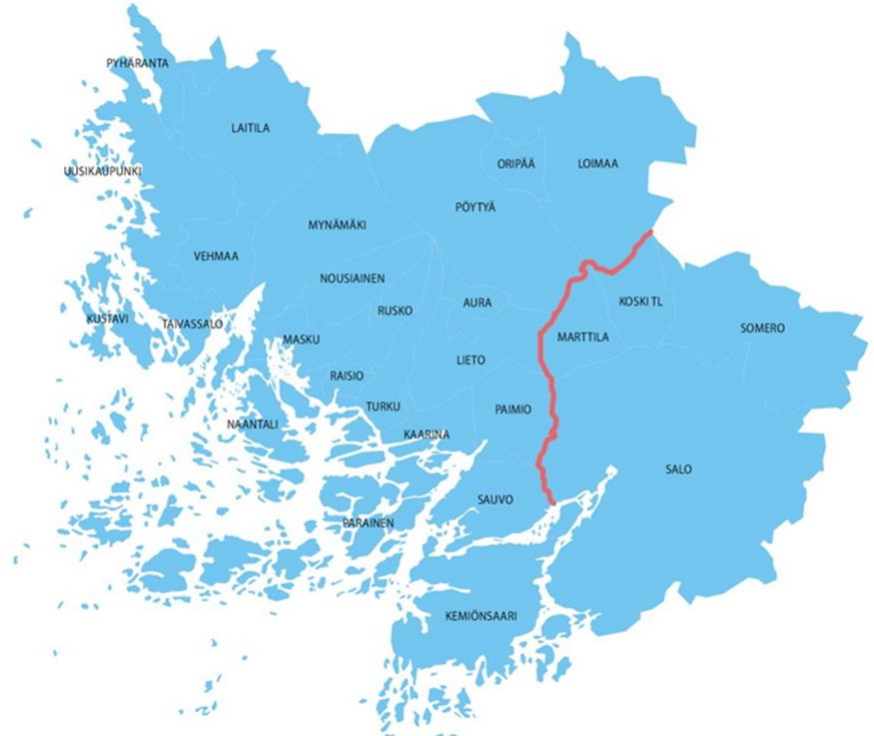 PYHÄRANTA
LAITILA
ORIPÄÄ
LOIMAA
UUSIKAUPUNKI
PÖYTYÄ
MYNÄMÄKI
VEHMAA
NOUSIAINEN
AURA
KOSKI TL
RUSKO
KUSTAVI
TAIVASSALO
SOMERO
MASKU
MARTTILA
LIETO
RAISIO
TURKU
PAIMIO
NAANTALI
KAARINA
SALO
SAUVO
PARAINEN
KEMIÖNSAARI